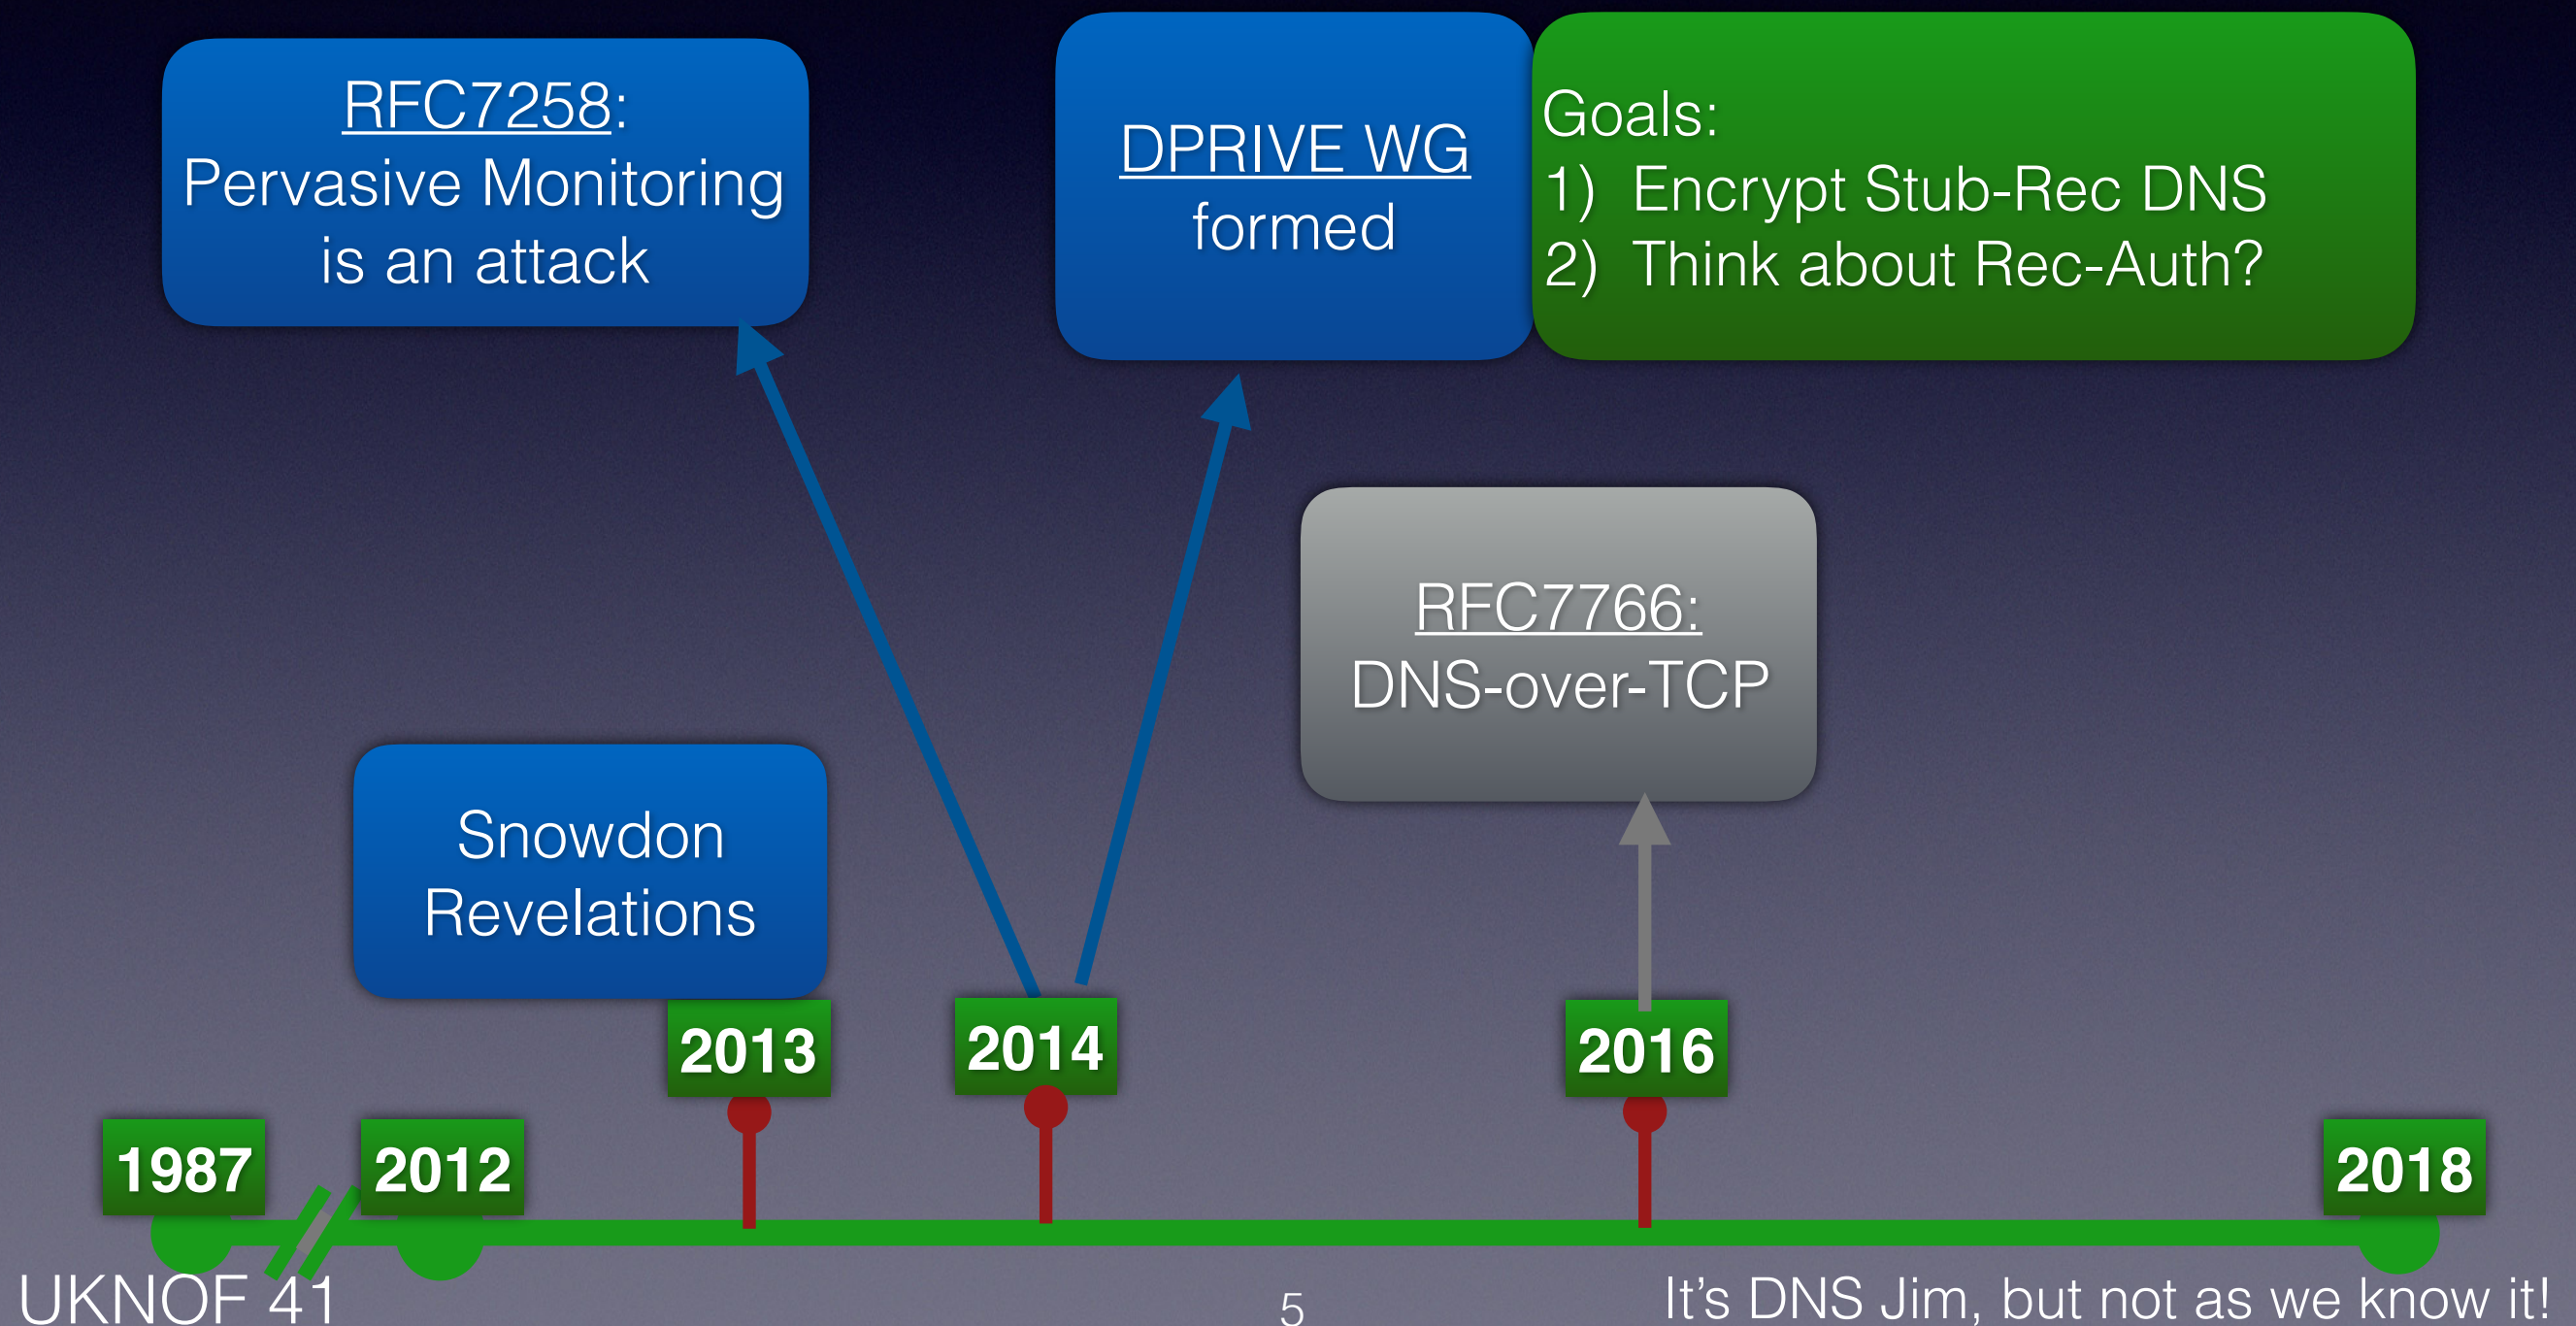 RFC7258:
Pervasive Monitoring
is an attack
DPRIVE WG
formed
Goals:
1) Encrypt Stub-Rec DNS
2) Think about Rec-Auth?
RFC7766:
DNS-over-TCP
Snowdon
Revelations
2013
2014
2016
1987
2012
2018
UKNOF 41
5
It's DNS Jim, but not as we know it!